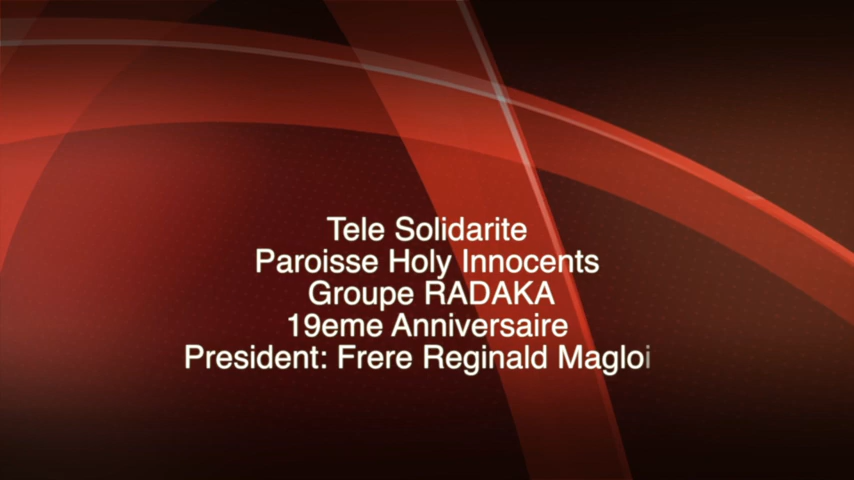 Tele Solidarite
Paroisse Holy Innocents
Groupe RADAKA
19eme Anniversaire
President: Frere Reginald Magloi